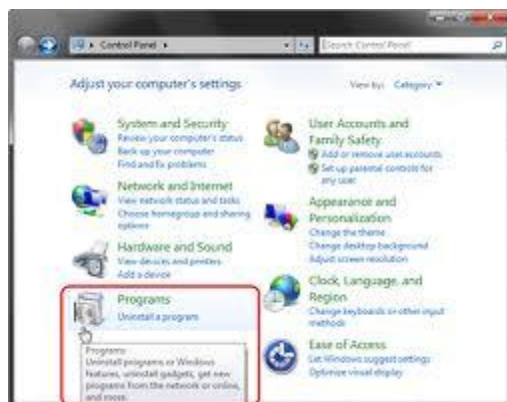 Control Panel
Search Control Panel
Adjust your computer's settings
View by: Category
System and Security
Review your computer's status
Back up your computer
Find and fix problems
Network and Internet
View network status and tasks
Choose homegroup and sharing
options
Hardware and Sound
View devices and printers
Add a device
Programs
Uninstall a program
Programs
Uninstall programs or Windows
features, uninstall gadgets, get new
programs from the network or online,
and more.
User Accounts and
Family Safety
Add or remove user accounts
Set up parental controls for
any user
Appearance and
Personalization
Change the theme
Change desktop background
Adjust screen resolution
Clock, Language, and
Region
Change keyboards or other input
methods
Ease of Access
Let Windows suggest settings
Optimize visual display